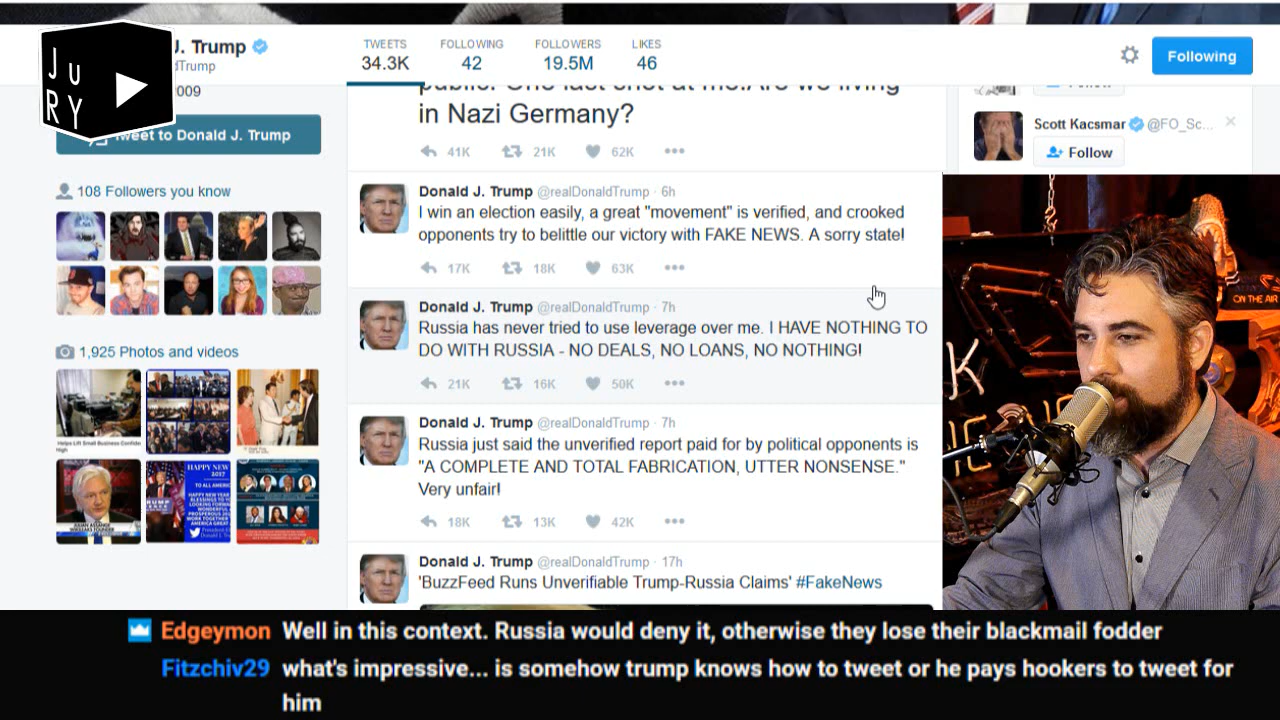 J. Trump
dTrump
2009
JURY
Tweet to Donald J. Trump
108 Followers you know
1,925 Photos and videos
HAPPY NEW
2017
TWEETS FOLLOWING FOLLOWERS LIKES
34.3K 42 19.5M 46
Following
public. One last shot at me.Are we living
in Nazi Germany?
41K 21K 62K
Donald J. Trump @realDonaldTrump · 6h
I win an election easily, a great "movement" is verified, and crooked
opponents try to belittle our victory with FAKE NEWS. A sorry state!
17K 18K 63K
Donald J. Trump @realDonaldTrump · 7h
Russia has never tried to use leverage over me. I HAVE NOTHING TO
DO WITH RUSSIA - NO DEALS, NO LOANS, NO NOTHING!
21K 16K 50K
Donald J. Trump @realDonaldTrump · 7h
Russia just said the unverified report paid for by political opponents is
"A COMPLETE AND TOTAL FABRICATION, UTTER NONSENSE."
Very unfair!
18K 13K 42K
Donald J. Trump @realDonaldTrump · 17h
'BuzzFeed Runs Unverifiable Trump-Russia Claims' #FakeNews
Scott Kacsmar @FO_Sc...
Follow
ON THE AIR
Edgeymon Well in this context. Russia would deny it, otherwise they lose their blackmail fodder
Fitzchiv29 what's impressive... is somehow trump knows how to tweet or he pays hookers to tweet for
him